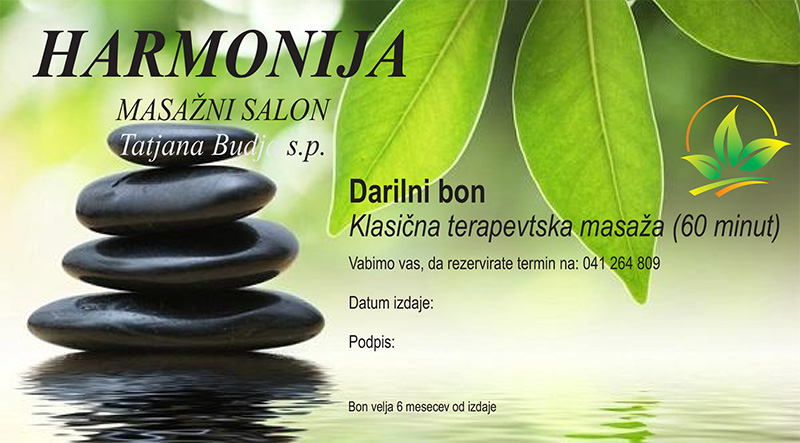 HARMONIJA
MASAŽNI SALON
Tatjana Budja s.p.
Darilni bon
Klasična terapevtska masaža (60 minut)
Vabimo vas, da rezervirate termin na: 041 264 809
Datum izdaje:
Podpis:
Bon velja 6 mesecev od izdaje